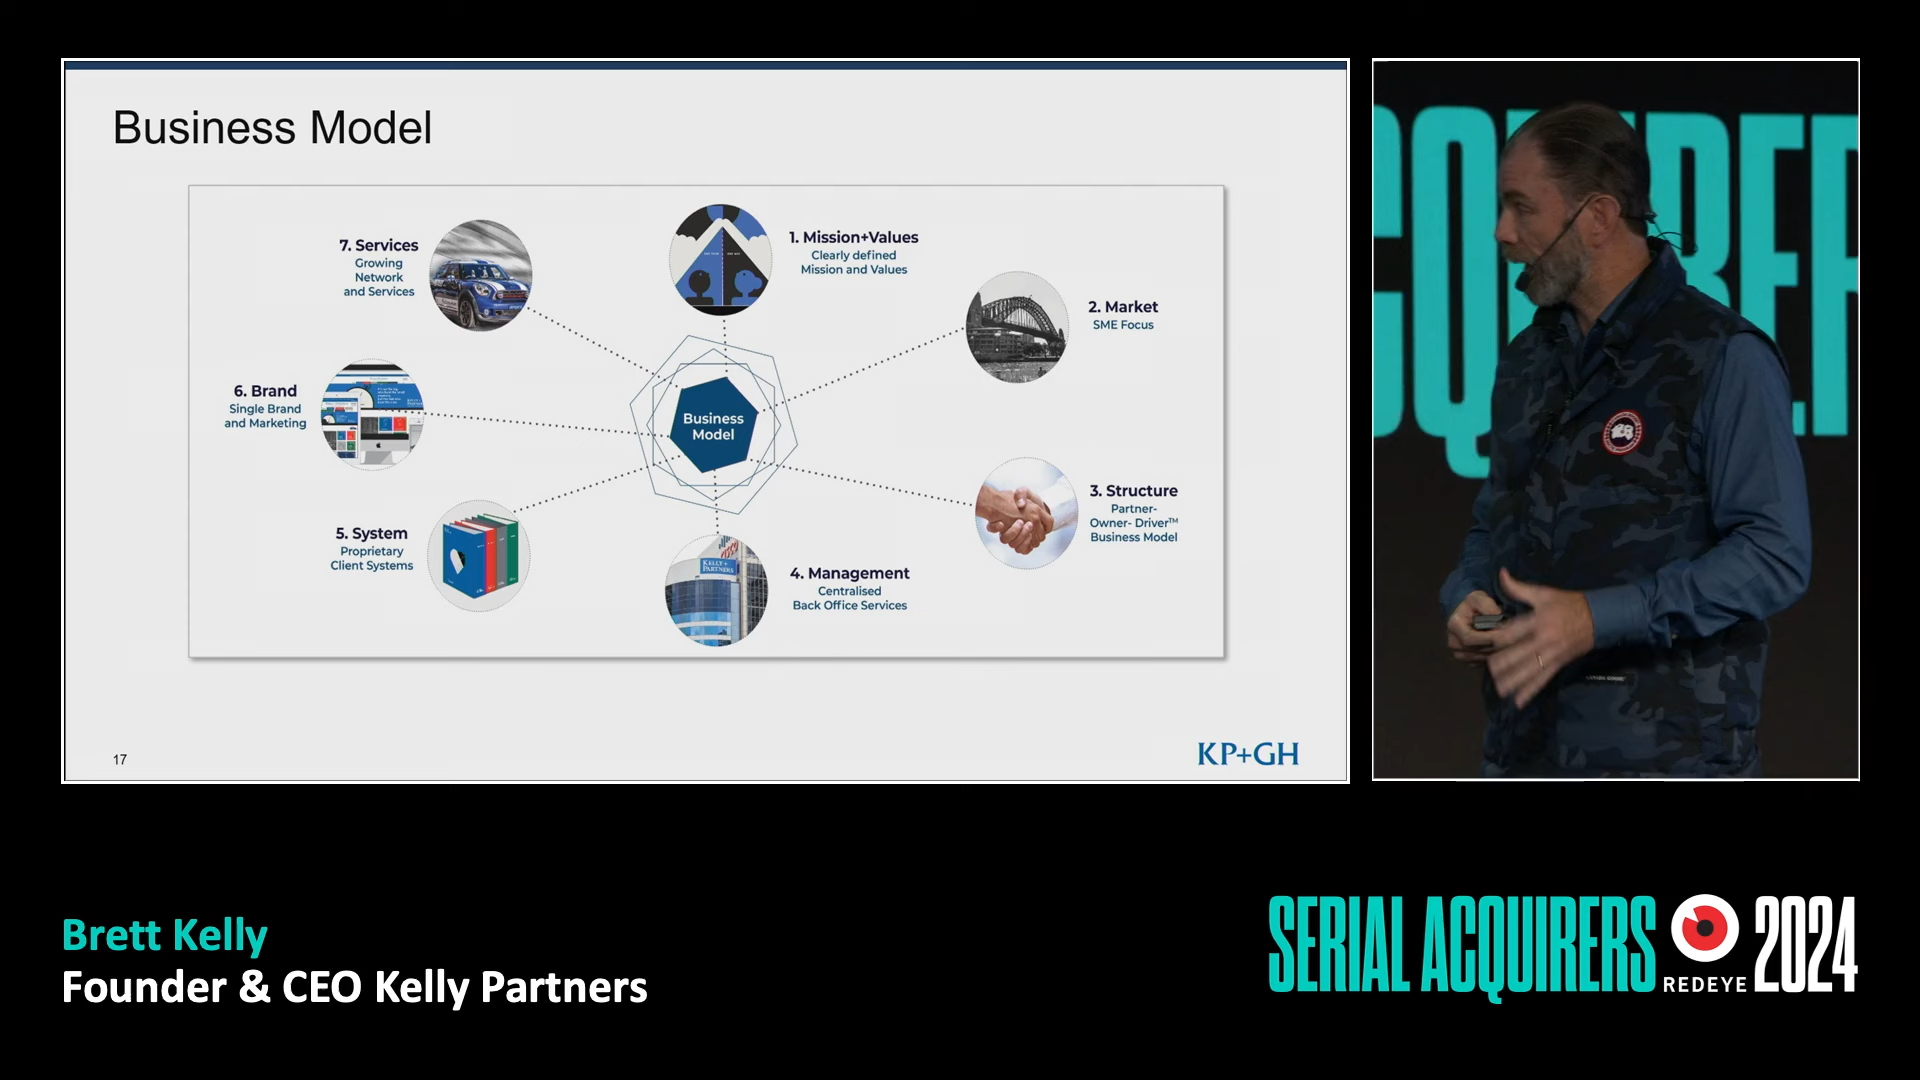 Business Model
7. Services
Growing
Network
and Services
1. Mission+Values
Clearly defined
Mission and Values
2. Market
SME Focus
6. Brand
Single Brand
and Marketing
Business
Model
3. Structure
Partner-
Owner- Driver™
Business Model
5. System
Proprietary
Client Systems
KELLY+
PARTNERS
4. Management
Centralised
Back Office Services
17
KP+GH
Brett Kelly
Founder & CEO Kelly Partners
SERIAL ACQUIRERS
REDEYE
2024